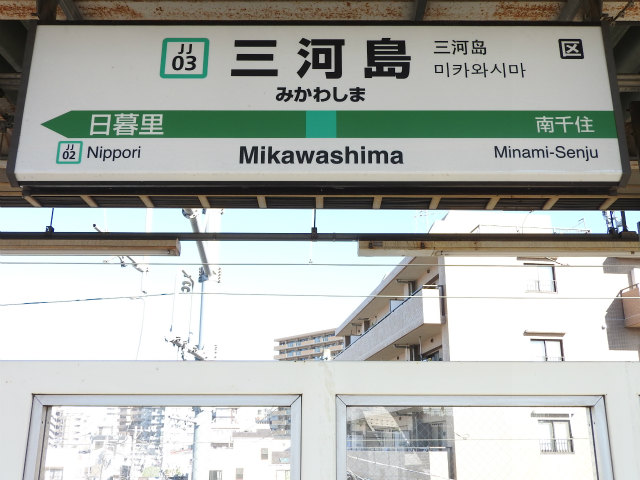 JJ
03
三河島
三河岛
미카와시마
区
みかわしま
日暮里
南千住
JJ
02
Nippori
Mikawashima
Minami-Senju